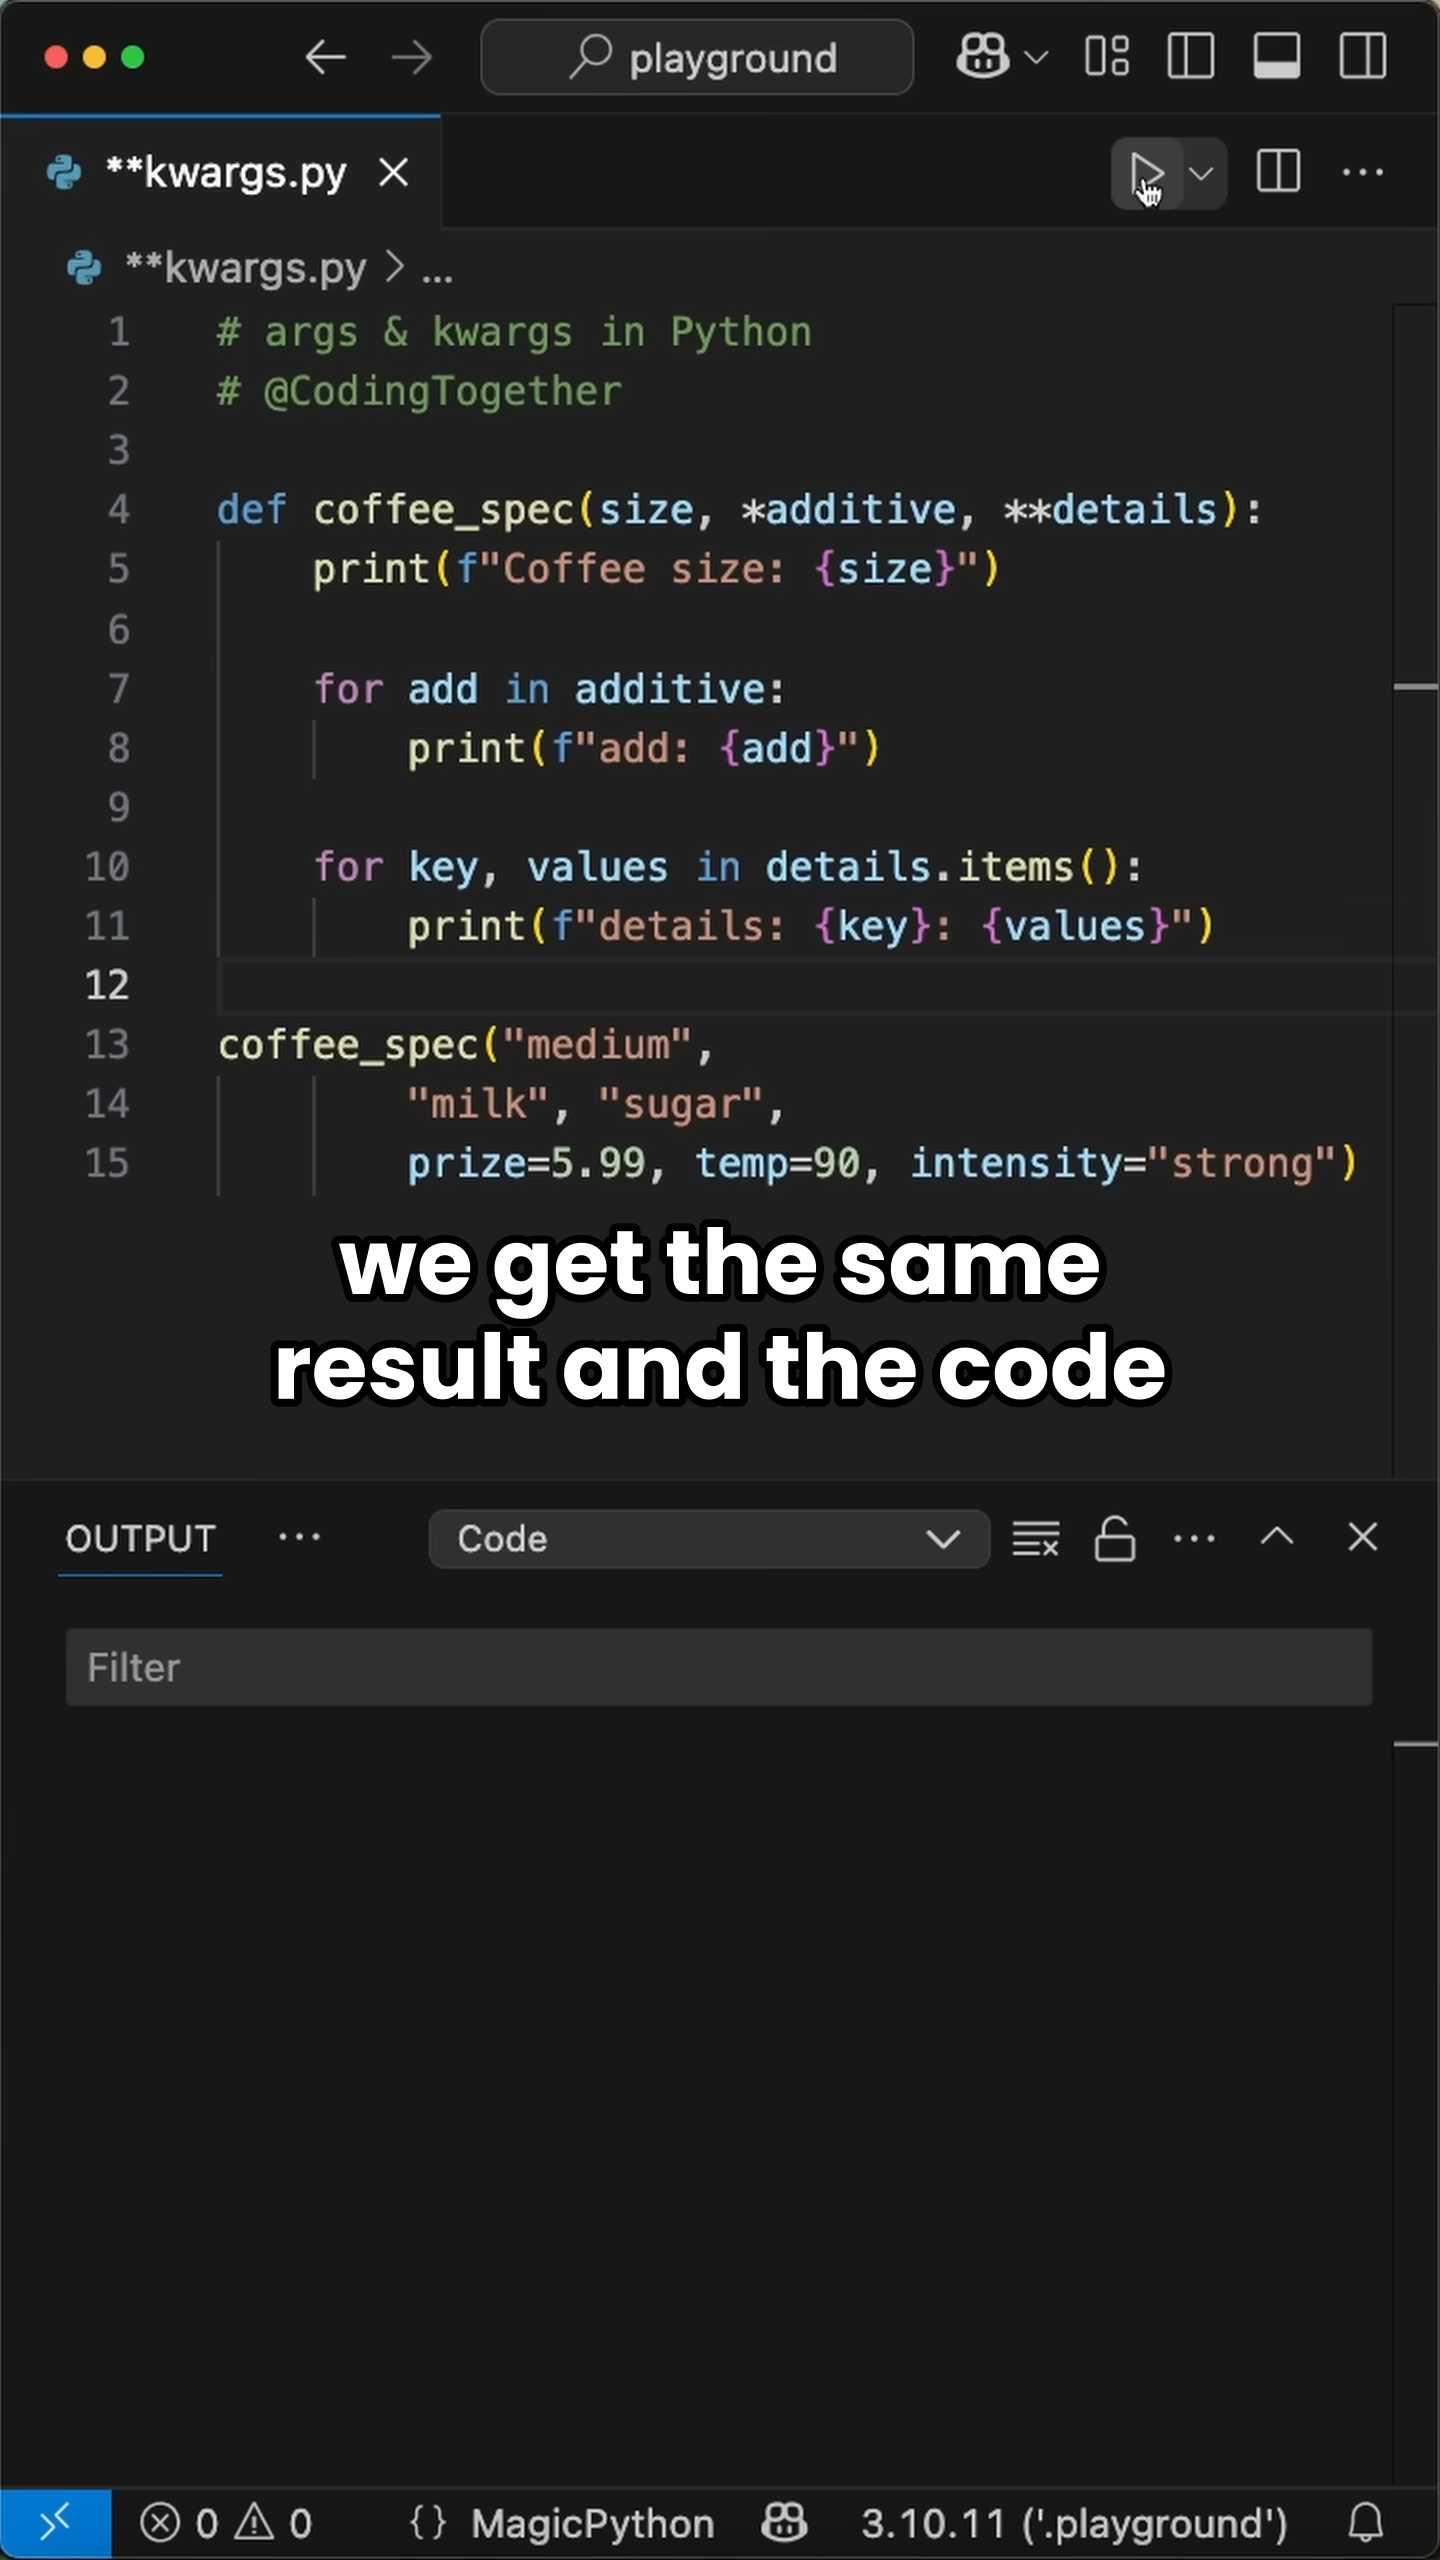 playground
**kwargs.py
**kwargs.py > ...
1 # args & kwargs in Python
2 # @CodingTogether
3
4 def coffee_spec(size, *additive, **details):
5     print(f"Coffee size: {size}")
6
7     for add in additive:
8         print(f"add: {add}")
9
10     for key, values in details.items():
11         print(f"details: {key}: {values}")
12
13 coffee_spec("medium",
14         "milk", "sugar",
15         prize=5.99, temp=90, intensity="strong")
we get the same
result and the code
OUTPUT ... Code
Filter
0 0 {} MagicPython 3.10.11 ('.playground')